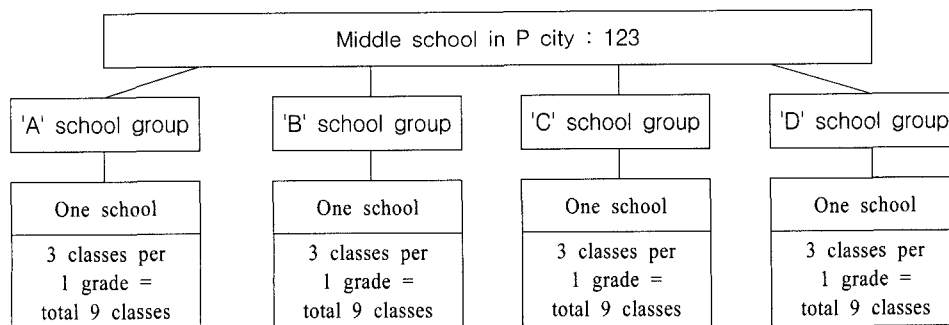 Middle school in P city : 123
'A' school group
'B' school group
'C' school group
'D' school group
One school
3 classes per
1 grade =
total 9 classes
One school
3 classes per
1 grade =
total 9 classes
One school
3 classes per
1 grade =
total 9 classes
One school
3 classes per
1 grade =
total 9 classes